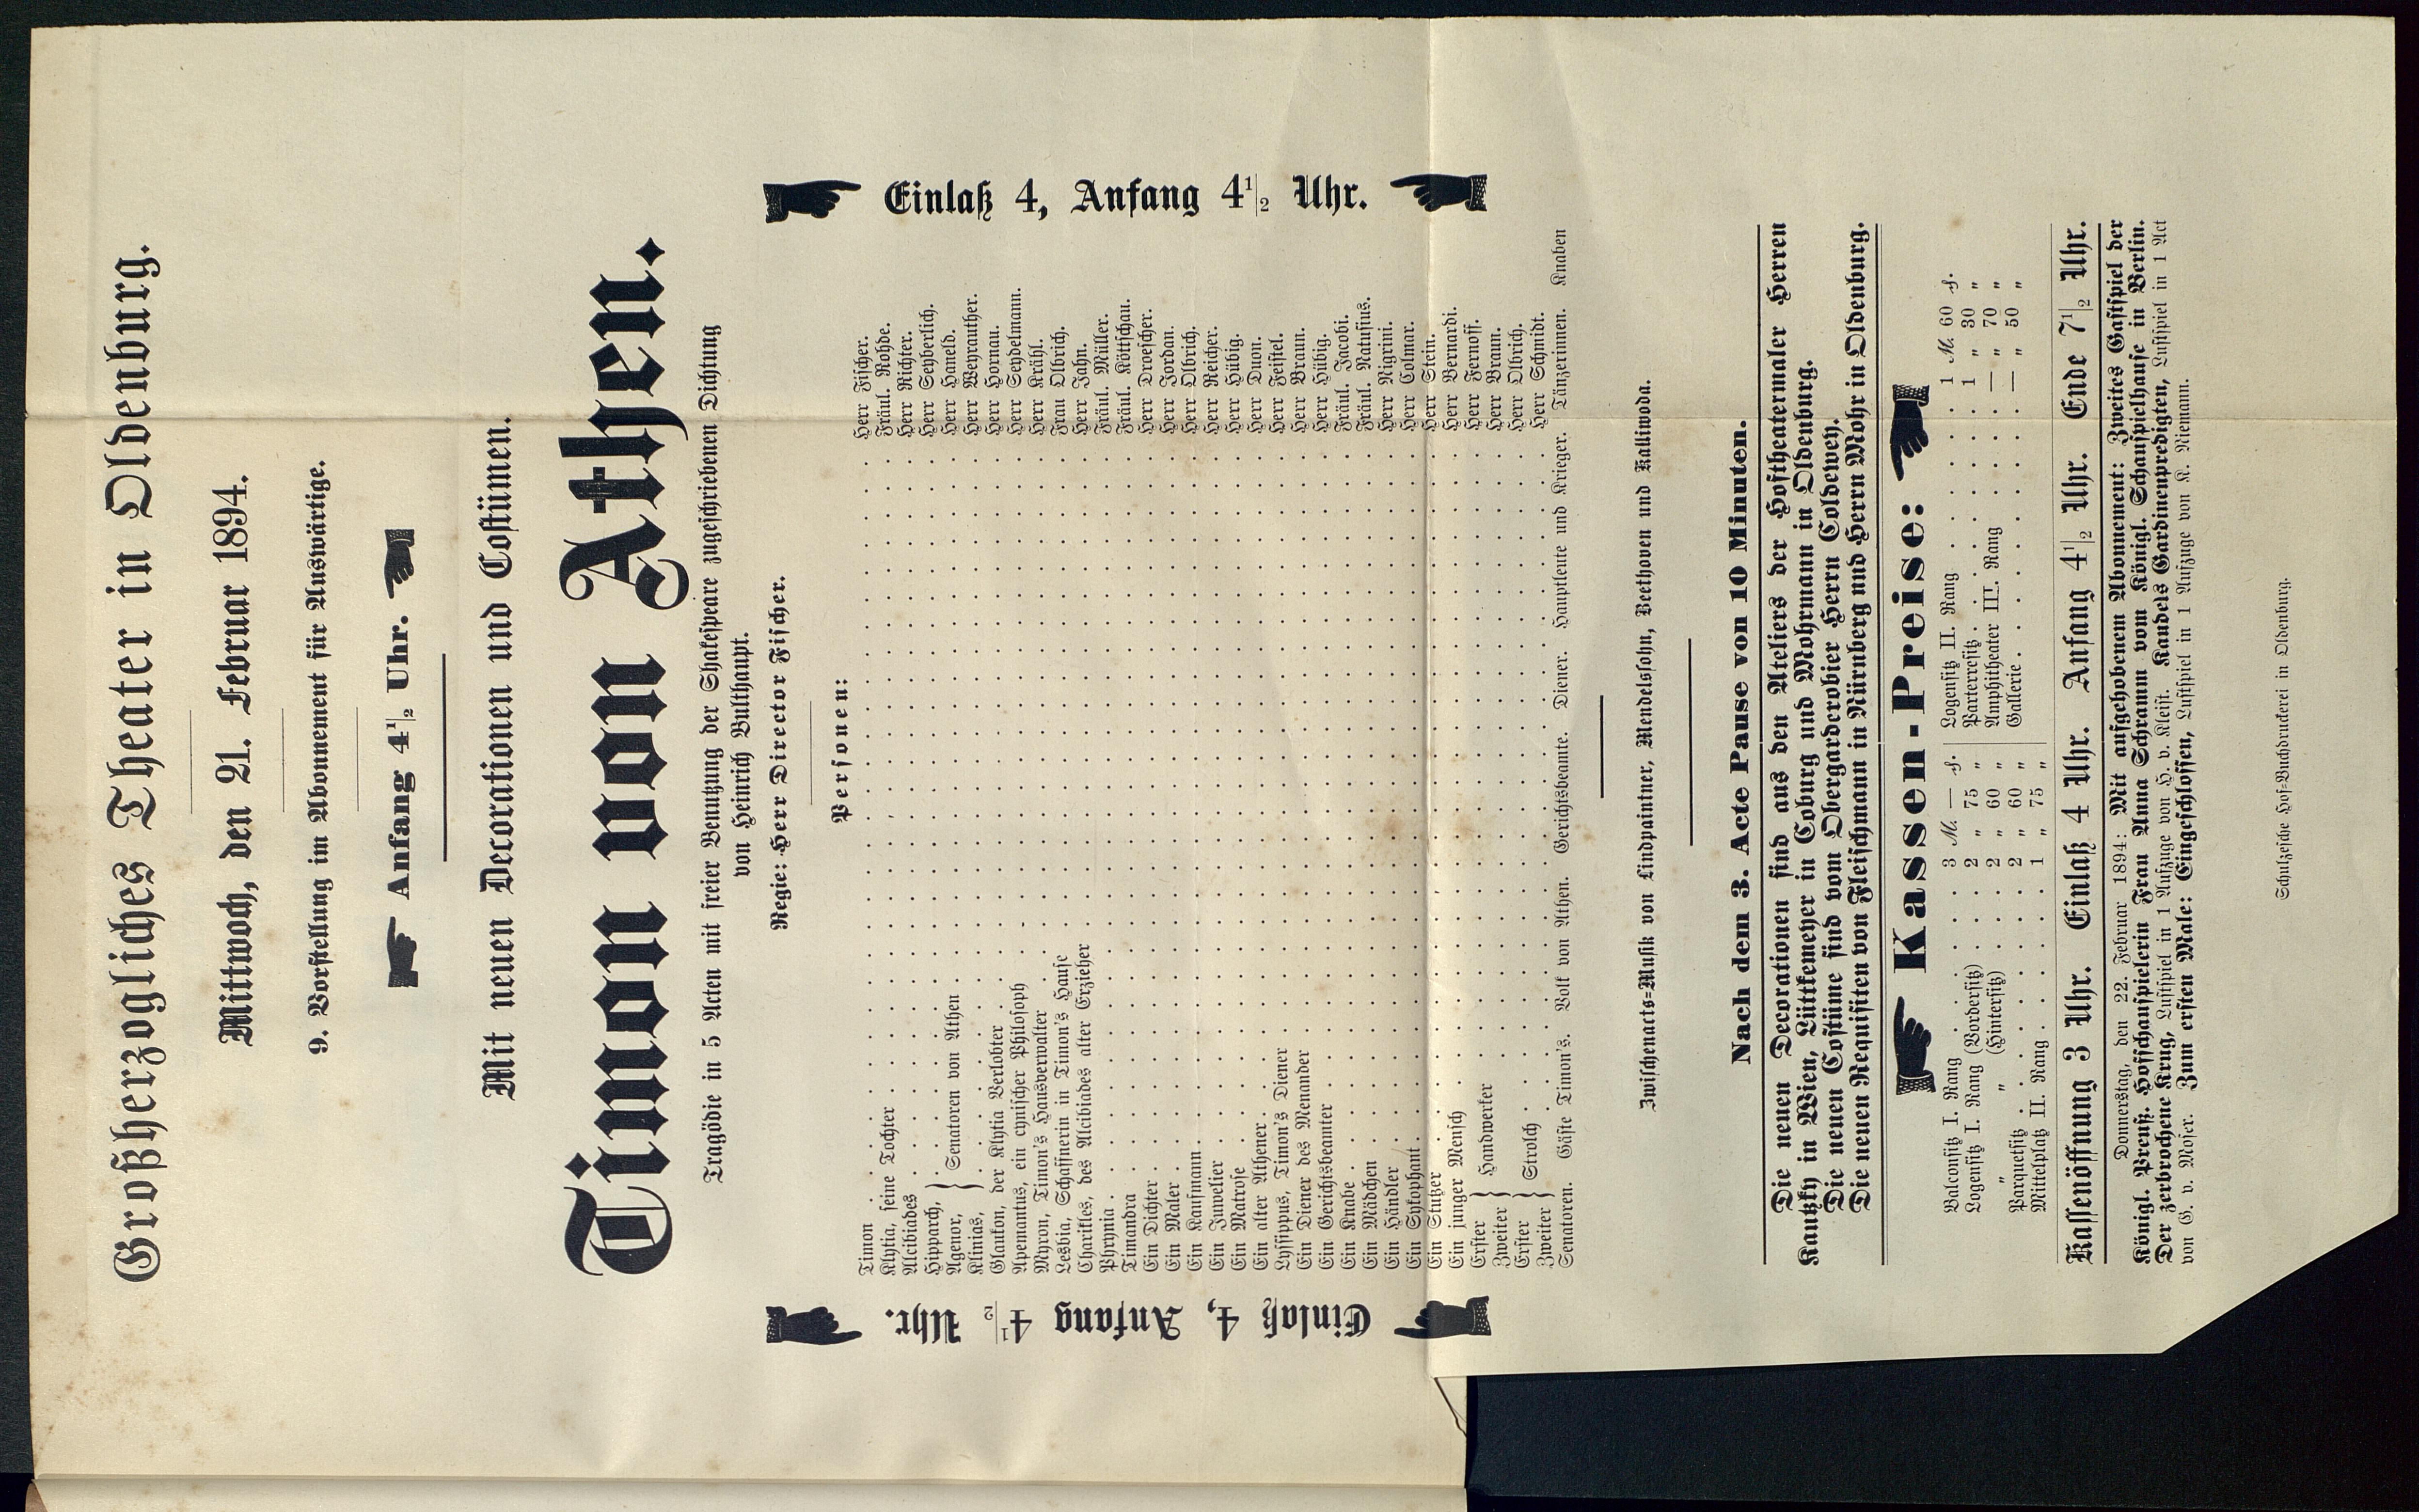 Großherzogliches Theater in Oldenburg.
Mittwoch, den 21. Februar 1894.
9. Vorstellung im Abonnement für Auswärtige.
Anfang 4½ Uhr.
Mit neuen Decorationen und Costümen.
Timon von Athen.
Tragödie in 5 Acten mit freier Benutzung der Shakespeare zugeschriebenen Dichtung
von Heinrich Bulthaupt.
Regie: Herr Director Fischer.
Personen:
Timon . . . Herr Fischer.
Klytia, seine Tochter . . . Fräul. Rohde.
Alcibiades . . . Herr Richter.
Hipparch, } . . . Herr Seyberlich.
Agenor, } Senatoren von Athen . . . Herr Haneld.
Klinias, } . . . Herr Weyrauther.
Glaukon, der Klytia Verlobter . . . Herr Hornau.
Apemantus, ein cynischer Philosoph . . . Herr Seydelmann.
Myron, Timon's Hausverwalter . . . Herr Krähl.
Lesbia, Schaffnerin in Timon's Hause . . . Frau Olbrich.
Charikles, des Alcibiades alter Erzieher . . . Herr Jahn.
Phrynia . . . Fräul. Müller.
Timandra . . . Fräul. Köttschau.
Ein Dichter . . . Herr Droescher.
Ein Maler . . . Herr Jordan.
Ein Kaufmann . . . Herr Olbrich.
Ein Juwelier . . . Herr Reicher.
Ein Matrose . . . Herr Hübig.
Ein alter Athener . . . Herr Duon.
Lysippus, Timon's Diener . . . Herr Feistel.
Ein Diener des Menander . . . Herr Braun.
Ein Gerichtsbeamter . . . Herr Hübig.
Ein Knabe . . . Fräul. Jacobi.
Ein Mädchen . . . Fräul. Natusius.
Ein Händler . . . Herr Nigrini.
Ein Sykophant . . . Herr Colmar.
Ein Stutzer . . . Herr Stein.
Ein junger Mensch . . . Herr Bernardi.
Erster } Handwerker . . . Herr Fernoff.
Zweiter } . . . Herr Braun.
Erster } Strolch . . . Herr Olbrich.
Zweiter } . . . Herr Schmidt.
Senatoren. Gäste Timon's. Volk von Athen. Gerichtsbeamte. Diener. Hauptleute und Krieger. Tänzerinnen. Knaben
Einlaß 4, Anfang 4½ Uhr.
Einlaß 4, Anfang 4½ Uhr.
Zwischenacts-Musik von Lindpaintner, Mendelssohn, Beethoven und Kalliwoda.
Nach dem 3. Acte Pause von 10 Minuten.
Die neuen Decorationen sind aus den Ateliers der Hoftheatermaler Herren
Kautzky in Wien, Lüttkemeyer in Coburg und Mohrmann in Oldenburg.
Die neuen Costüme sind vom Obergarderobier Herrn Coldewey.
Die neuen Requisiten von Fleischmann in Nürnberg und Herrn Mohr in Oldenburg.
Kassen-Preise:
Balconsitz I. Rang . . . 3 M. — ₰.
Logensitz I. Rang (Vordersitz) . . . 2 „ 75 „
„ „ (Hintersitz) . . . 2 „ 60 „
Parquetsitz . . . 2 „ 60 „
Mittelplatz II. Rang . . . 1 „ 75 „
Logensitz II. Rang . . . 1 M. 60 ₰.
Parterresitz . . . 1 „ 30 „
Amphitheater III. Rang . . . — „ 70 „
Gallerie . . . — „ 50 „
Kassenöffnung 3 Uhr. Einlaß 4 Uhr. Anfang 4½ Uhr. Ende 7½ Uhr.
Donnerstag, den 22. Februar 1894: Mit aufgehobenem Abonnement: Zweites Gastspiel der
Königl. Preuß. Hofschauspielerin Frau Anna Schramm vom Königl. Schauspielhause in Berlin.
Der zerbrochene Krug, Lustspiel in 1 Aufzuge von H. v. Kleist. Kandels Gardinenpredigten, Lustspiel in 1 Act
von G. v. Moser. Zum ersten Male: Eingeschlossen, Lustspiel in 1 Aufzuge von K. Niemann.
Schulzesche Hof-Buchdruckerei in Oldenburg.